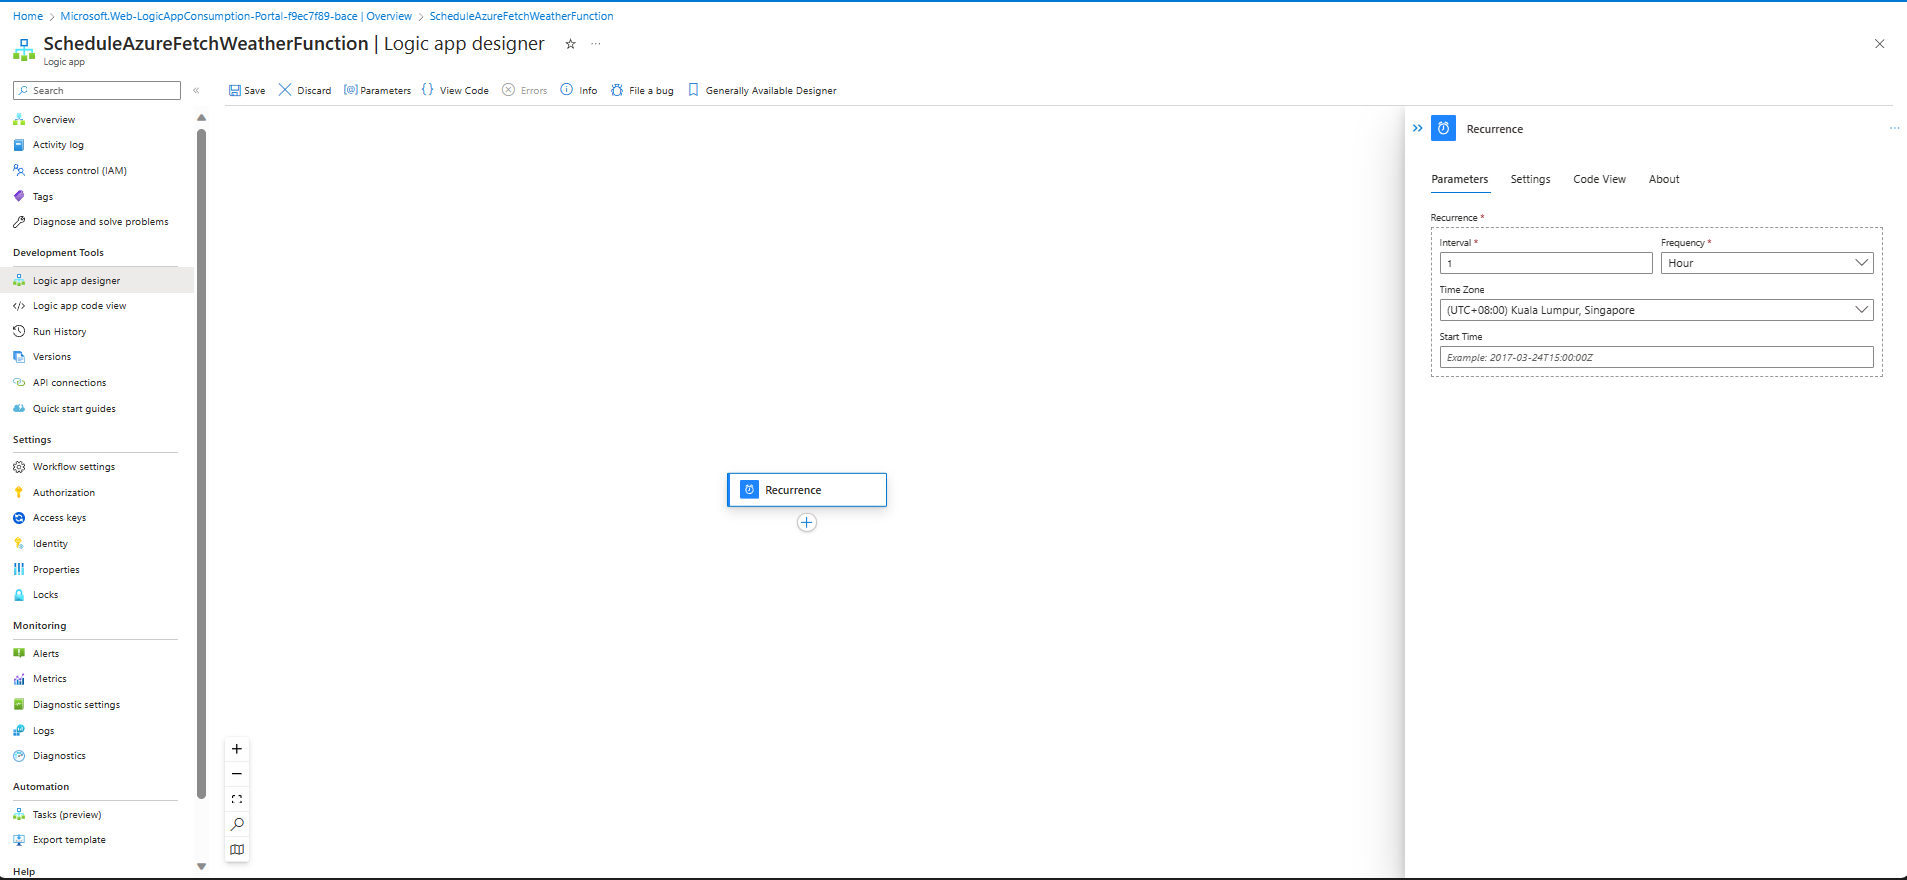 Home > Microsoft.Web-LogicAppConsumption-Portal-f9ec7f89-bace | Overview > ScheduleAzureFetchWeatherFunction
ScheduleAzureFetchWeatherFunction | Logic app designer
Logic app
Search
Save Discard Parameters View Code Errors Info File a bug Generally Available Designer
Overview
Activity log
Access control (IAM)
Tags
Diagnose and solve problems
Development Tools
Logic app designer
Logic app code view
Run History
Versions
API connections
Quick start guides
Settings
Workflow settings
Authorization
Access keys
Identity
Properties
Locks
Monitoring
Alerts
Metrics
Diagnostic settings
Logs
Diagnostics
Automation
Tasks (preview)
Export template
Help
Recurrence
Recurrence
Parameters Settings Code View About
Recurrence *
Interval * Frequency *
1 Hour
Time Zone
(UTC+08:00) Kuala Lumpur, Singapore
Start Time
Example: 2017-03-24T15:00:00Z